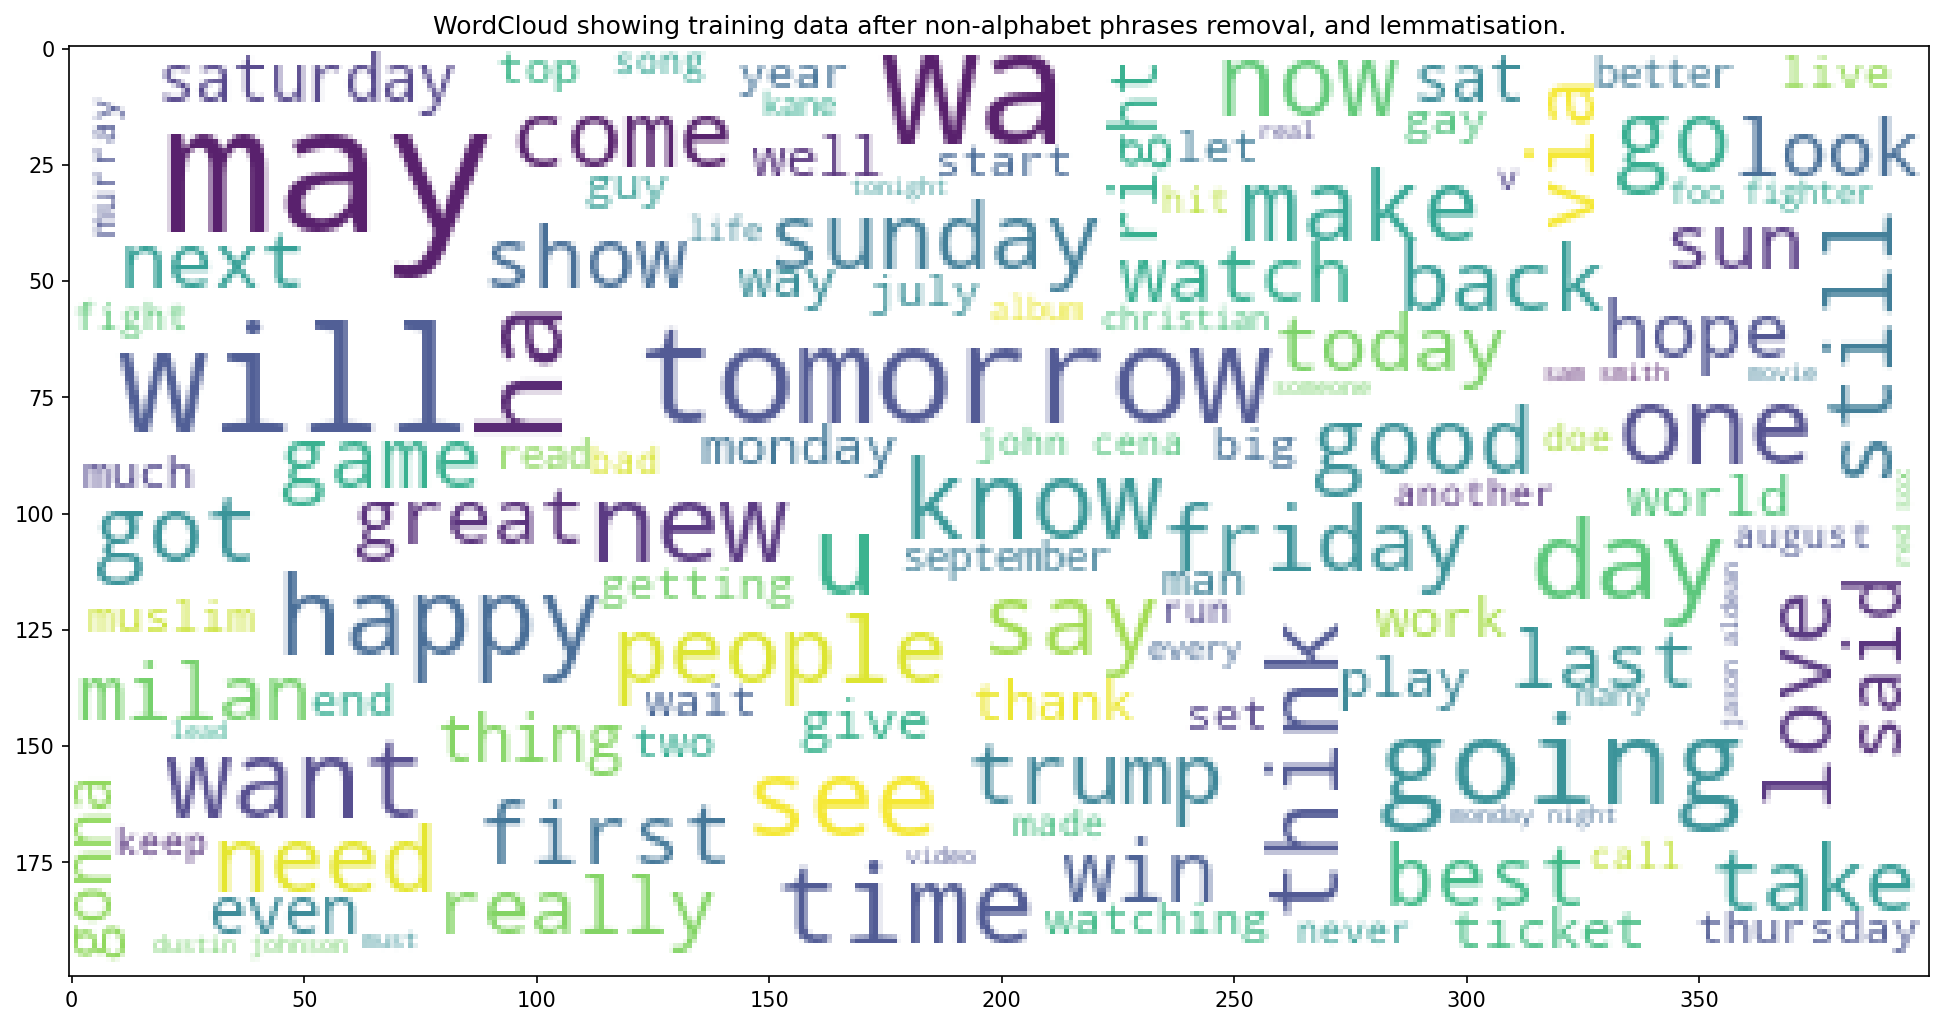 WordCloud showing training data after non-alphabet phrases removal, and lemmatisation.
0
25
50
75
100
125
150
175
saturday
top
song
year
kane
wa
right
now
sat
via
better
live
murray
may
come
well
start
let
real
gay
go
look
guy
tonight
hit
make
v
foo fighter
next
show
life
sunday
way
july
watch
back
sun
still
fight
album
christian
will
ha
tomorrow
today
hope
someone
sam smith
movie
game
read
bad
monday
john cena
big
good
doe
one
much
got
great
new
know
friday
another
world
august
red sox
u
september
man
day
getting
muslim
happy
people
say
run
every
work
last
many
jason aldean
love
said
milan
end
lead
wait
thank
set
think
play
thing
two
give
going
monday night
want
see
trump
made
gonna
keep
need
first
video
win
best
call
take
even
really
time
watching
never
ticket
thursday
dustin johnson
must
0
50
100
150
200
250
300
350